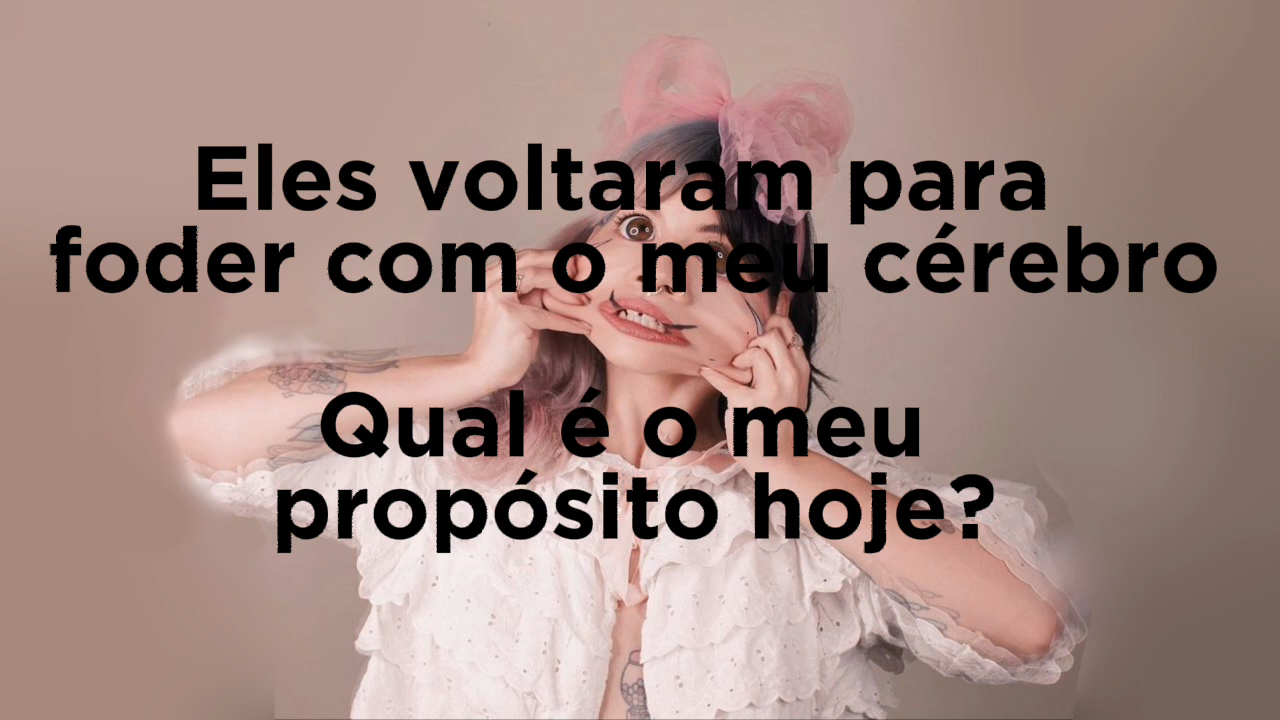 Eles voltaram para
foder com o meu cérebro
Qual é o meu
propósito hoje?